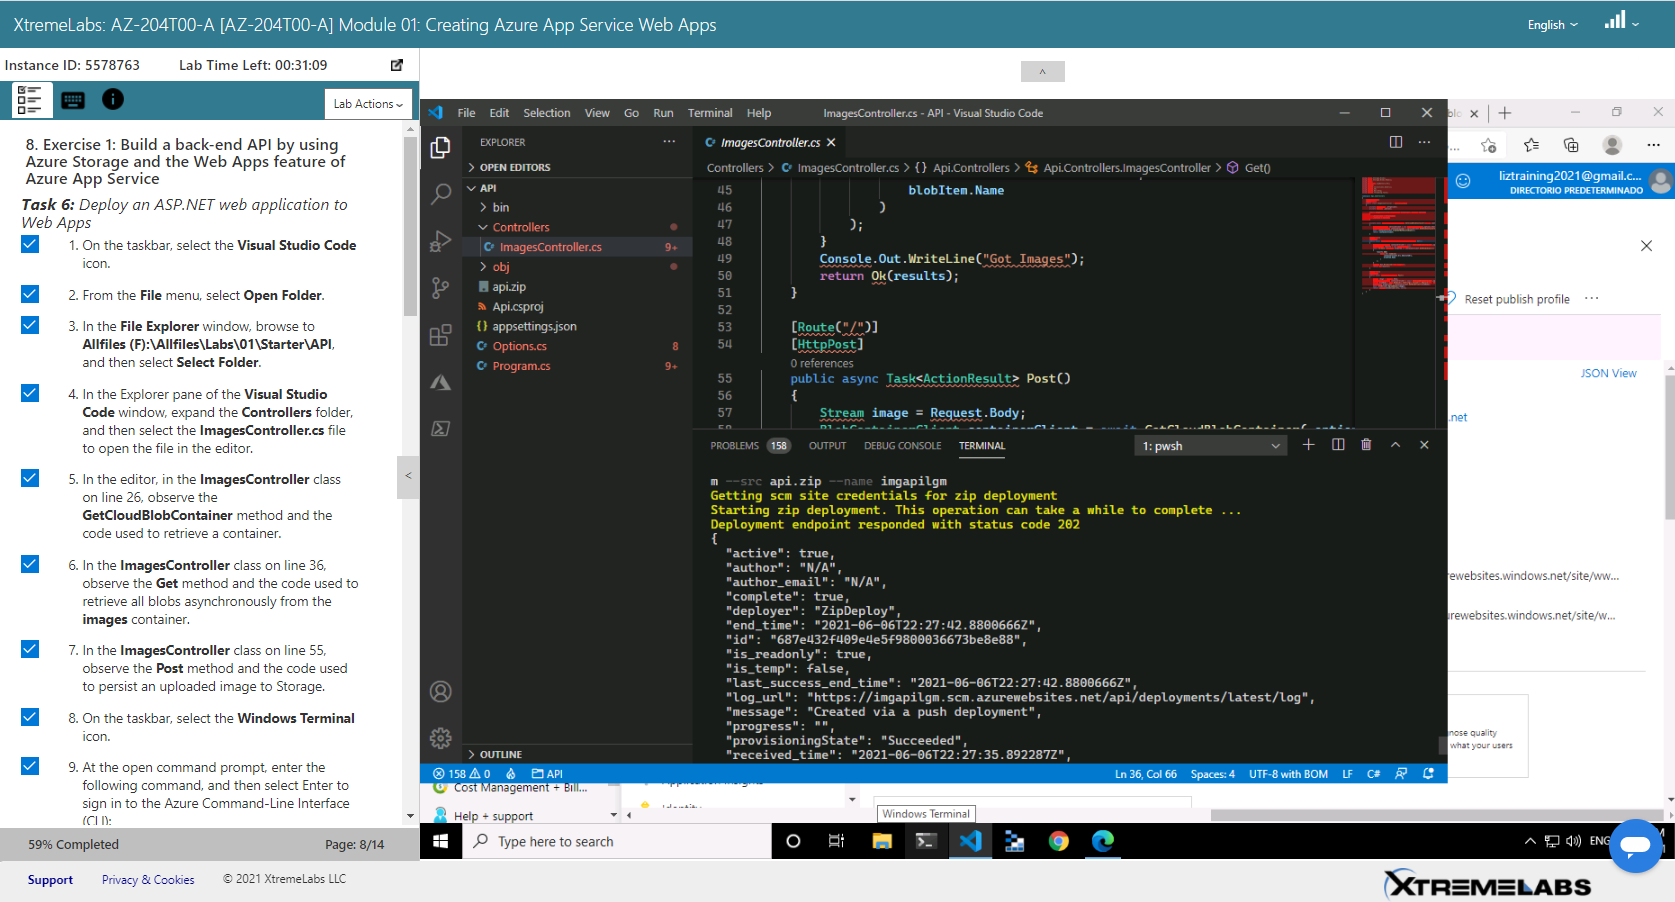 XtremeLabs: AZ-204T00-A [AZ-204T00-A] Module 01: Creating Azure App Service Web Apps
English
Instance ID: 5578763
Lab Time Left: 00:31:09
Lab Actions
8. Exercise 1: Build a back-end API by using
Azure Storage and the Web Apps feature of
Azure App Service
Task 6: Deploy an ASP.NET web application to
Web Apps
1. On the taskbar, select the Visual Studio Code
icon.
2. From the File menu, select Open Folder.
3. In the File Explorer window, browse to
Allfiles (F):\Allfiles\Labs\01\Starter\API,
and then select Select Folder.
4. In the Explorer pane of the Visual Studio
Code window, expand the Controllers folder,
and then select the ImagesController.cs file
to open the file in the editor.
5. In the editor, in the ImagesController class
on line 26, observe the
GetCloudBlobContainer method and the
code used to retrieve a container.
6. In the ImagesController class on line 36,
observe the Get method and the code used to
retrieve all blobs asynchronously from the
images container.
7. In the ImagesController class on line 55,
observe the Post method and the code used
to persist an uploaded image to Storage.
8. On the taskbar, select the Windows Terminal
icon.
9. At the open command prompt, enter the
following command, and then select Enter to
sign in to the Azure Command-Line Interface
(CLI):
59% Completed
Page: 8/14
Support
Privacy & Cookies
© 2021 XtremeLabs LLC
File Edit Selection View Go Run Terminal Help
ImagesController.cs - API - Visual Studio Code
EXPLORER
OPEN EDITORS
API
bin
Controllers
ImagesController.cs 9+
obj
api.zip
Api.csproj
appsettings.json
Options.cs 8
Program.cs 9+
OUTLINE
ImagesController.cs
Controllers > ImagesController.cs > {} Api.Controllers > Api.Controllers.ImagesController > Get()
45 blobItem.Name
46 )
47 );
48 }
49 Console.Out.WriteLine("Got Images");
50 return Ok(results);
51 }
52
53 [Route("/")]
54 [HttpPost]
0 references
55 public async Task<ActionResult> Post()
56 {
57 Stream image = Request.Body;
PROBLEMS 158 OUTPUT DEBUG CONSOLE TERMINAL
1: pwsh
m --src api.zip --name imgapilgm
Getting scm site credentials for zip deployment
Starting zip deployment. This operation can take a while to complete ...
Deployment endpoint responded with status code 202
{
"active": true,
"author": "N/A",
"author_email": "N/A",
"complete": true,
"deployer": "ZipDeploy",
"end_time": "2021-06-06T22:27:42.8800666Z",
"id": "687e432f409e4e5f9800036673be8e88",
"is_readonly": true,
"is_temp": false,
"last_success_end_time": "2021-06-06T22:27:42.8800666Z",
"log_url": "https://imgapilgm.scm.azurewebsites.net/api/deployments/latest/log",
"message": "Created via a push deployment",
"progress": "",
"provisioningState": "Succeeded",
"received_time": "2021-06-06T22:27:35.892287Z",
158 0 API
Ln 36, Col 66 Spaces: 4 UTF-8 with BOM LF C#
liztraining2021@gmail.c...
DIRECTORIO PREDETERMINADO
Reset publish profile
JSON View
.net
rewebsites.windows.net/site/ww...
urewebsites.windows.net/site/w...
nose quality
what your users
Cost Management + Bill...
Help + support
Windows Terminal
Type here to search
ENG
XTREMELABS